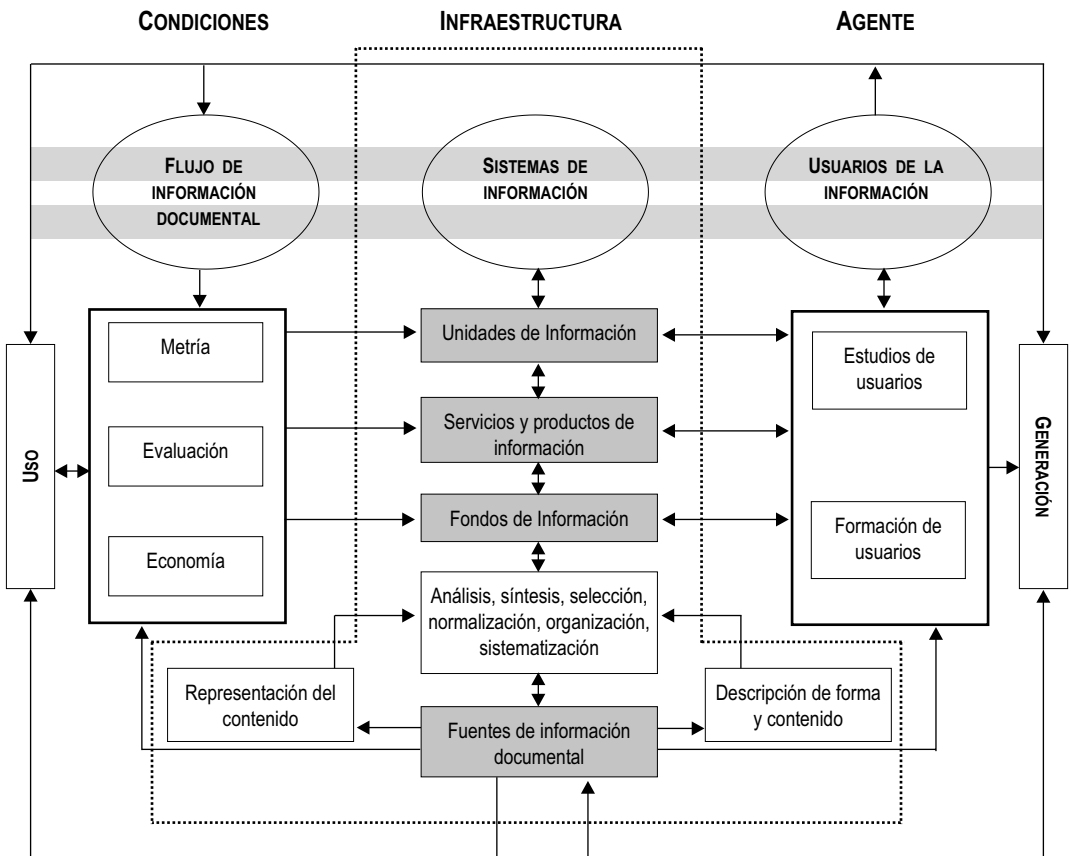 CONDICIONES
INFRAESTRUCTURA
AGENTE
FLUJO DE
INFORMACIÓN
DOCUMENTAL
SISTEMAS DE
INFORMACIÓN
USUARIOS DE LA
INFORMACIÓN
USO
Metría
Evaluación
Economía
Unidades de Información
Servicios y productos de
información
Fondos de Información
Análisis, síntesis, selección,
normalización, organización,
sistematización
Estudios de
usuarios
Formación de
usuarios
GENERACIÓN
Representación del
contenido
Fuentes de información
documental
Descripción de forma
y contenido